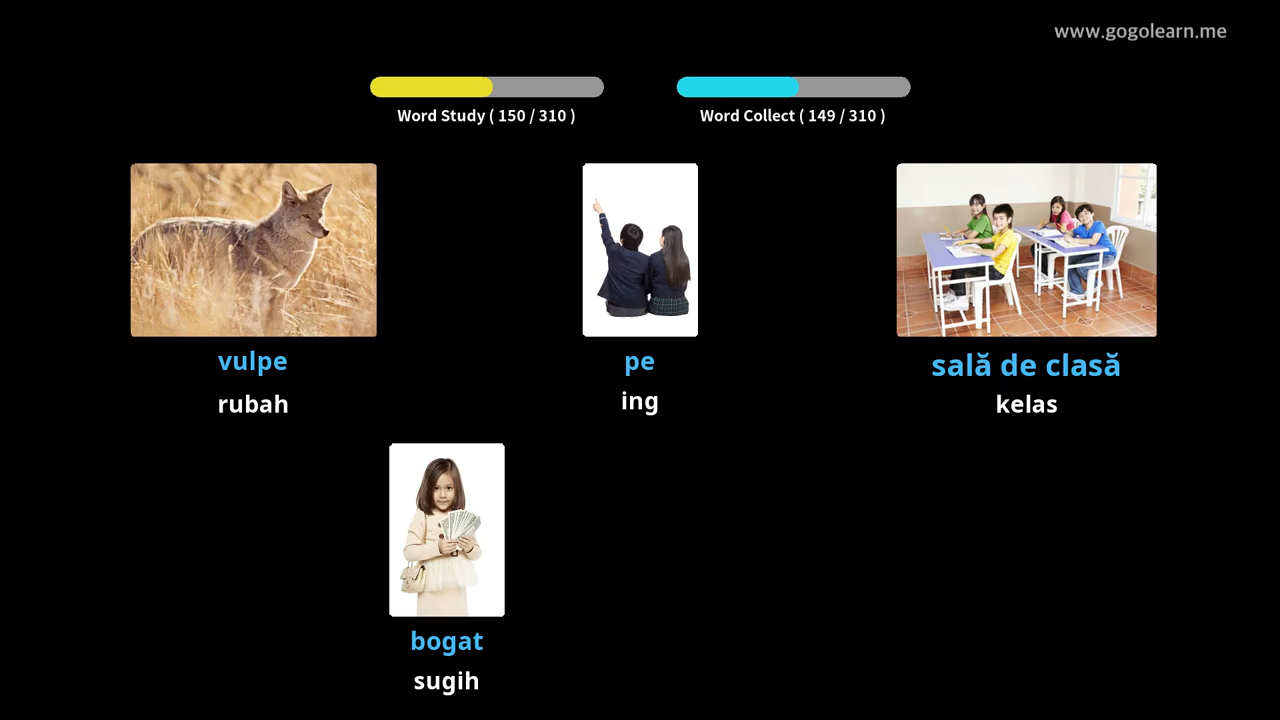 www.gogolearn.me
Word Study ( 150 / 310 )
Word Collect ( 149 / 310 )
vulpe
rubah
pe
ing
sală de clasă
kelas
bogat
sugih